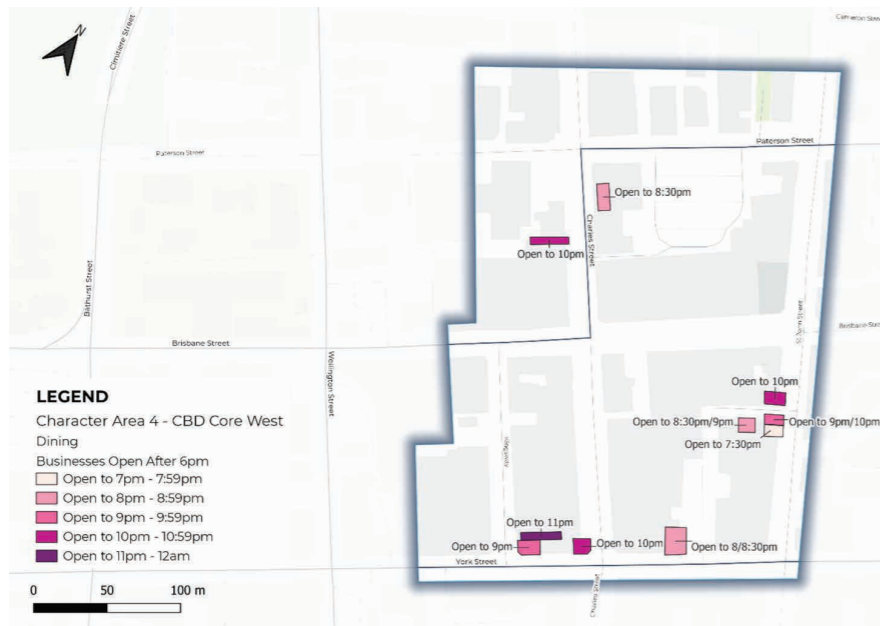 Cameron Street
N
Cimitiere Street
Paterson Street
Paterson Street
Open to 8:30pm
Charles Street
Open to 10pm
Bathurst Street
St John Street
Brisbane Street
Brisbane Street
Wellington Street
LEGEND
Character Area 4 - CBD Core West
Dining
Businesses Open After 6pm
Open to 7pm - 7:59pm
Open to 8pm - 8:59pm
Open to 9pm - 9:59pm
Open to 10pm - 10:59pm
Open to 11pm - 12am
0 50 100 m
Open to 10pm
Open to 8:30pm/9pm
Open to 9pm/10pm
Open to 7:30pm
Open to 11pm
Open to 9pm
Open to 10pm
Open to 8/8:30pm
York Street
Charles Street